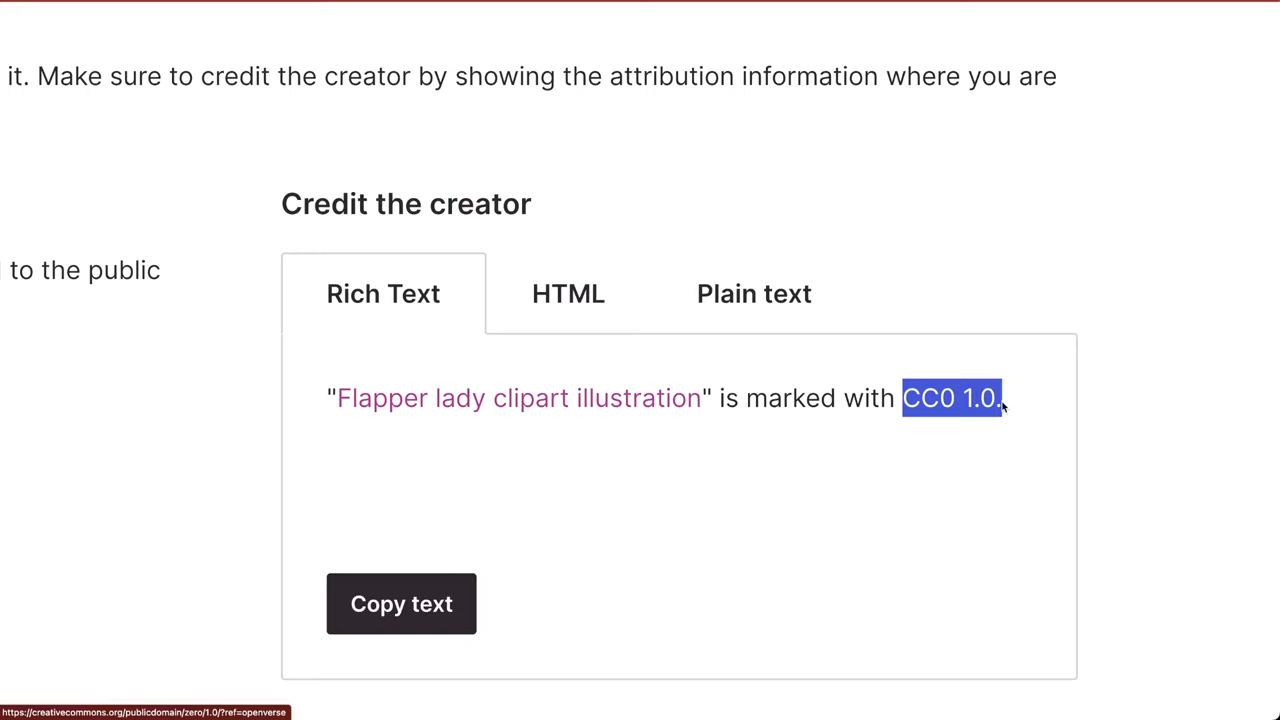 it. Make sure to credit the creator by showing the attribution information where you are
Credit the creator
to the public
Rich Text
HTML
Plain text
"Flapper lady clipart illustration" is marked with CC0 1.0.
Copy text
https://creativecommons.org/publicdomain/zero/1.0/?ref=openverse